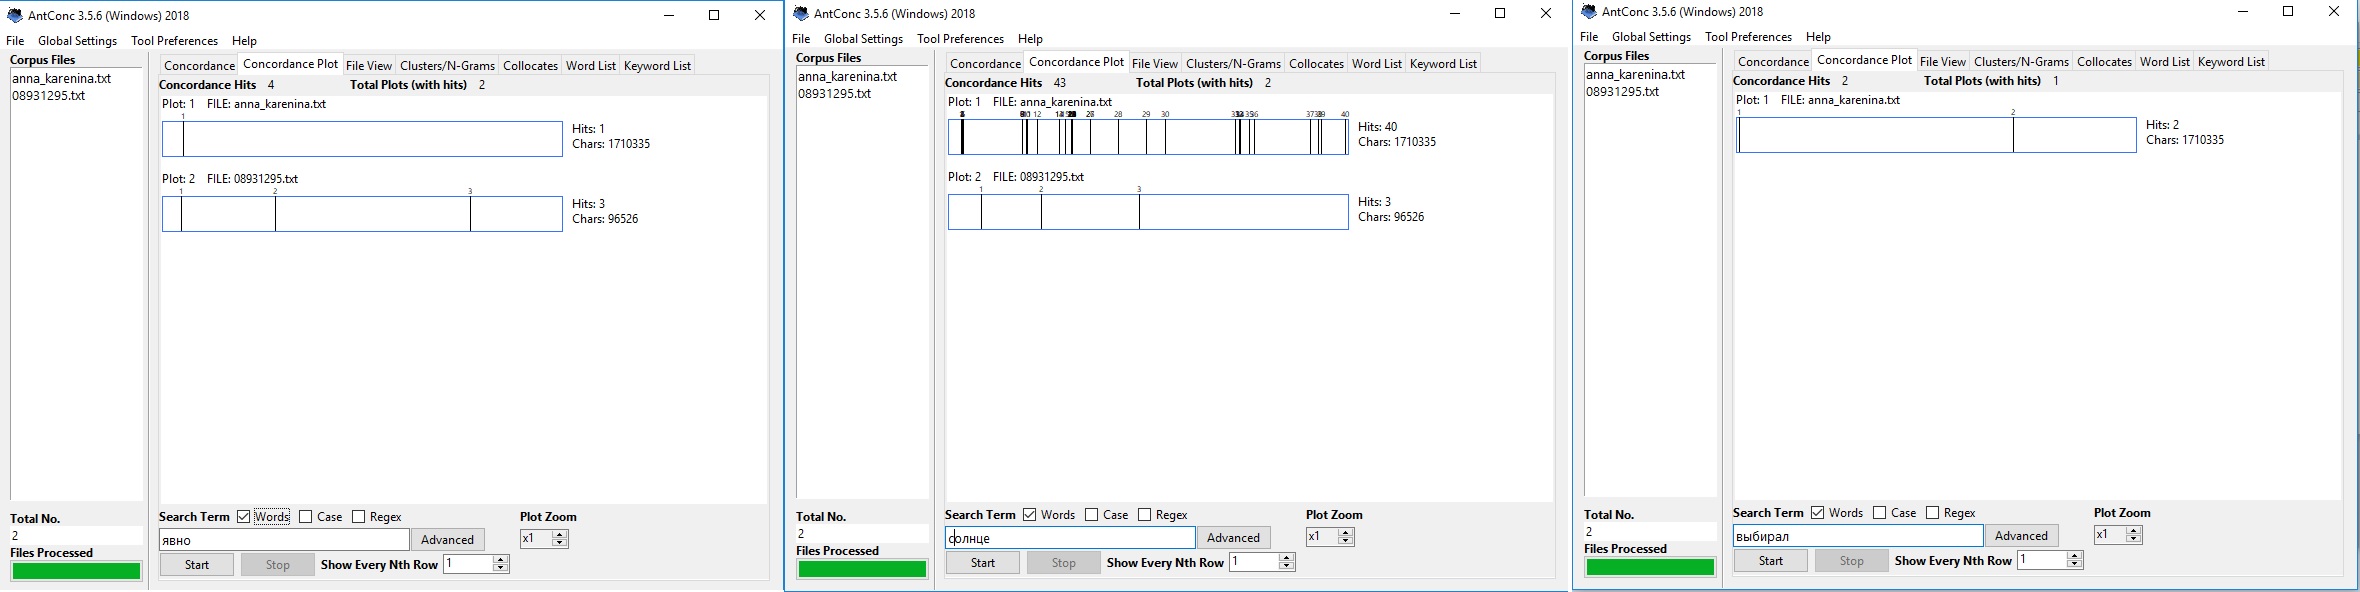 AntConc 3.5.6 (Windows) 2018
File Global Settings Tool Preferences Help
Corpus Files
anna_karenina.txt
08931295.txt
Concordance Concordance Plot File View Clusters/N-Grams Collocates Word List Keyword List
Concordance Hits 4 Total Plots (with hits) 2
Plot: 1 FILE: anna_karenina.txt
1
Hits: 1
Chars: 1710335
Plot: 2 FILE: 08931295.txt
1 2 3
Hits: 3
Chars: 96526
Total No.
2
Files Processed
Search Term Words Case Regex
Plot Zoom
явно Advanced
x1
Start Stop Show Every Nth Row 1
AntConc 3.5.6 (Windows) 2018
File Global Settings Tool Preferences Help
Corpus Files
anna_karenina.txt
08931295.txt
Concordance Concordance Plot File View Clusters/N-Grams Collocates Word List Keyword List
Concordance Hits 43 Total Plots (with hits) 2
Plot: 1 FILE: anna_karenina.txt
12 28 29 30 40
Hits: 40
Chars: 1710335
Plot: 2 FILE: 08931295.txt
1 2 3
Hits: 3
Chars: 96526
Total No.
2
Files Processed
Search Term Words Case Regex
Plot Zoom
солнце Advanced
x1
Start Stop Show Every Nth Row 1
AntConc 3.5.6 (Windows) 2018
File Global Settings Tool Preferences Help
Corpus Files
anna_karenina.txt
08931295.txt
Concordance Concordance Plot File View Clusters/N-Grams Collocates Word List Keyword List
Concordance Hits 2 Total Plots (with hits) 1
Plot: 1 FILE: anna_karenina.txt
1 2
Hits: 2
Chars: 1710335
Total No.
2
Files Processed
Search Term Words Case Regex
Plot Zoom
выбирал Advanced
x1
Start Stop Show Every Nth Row 1